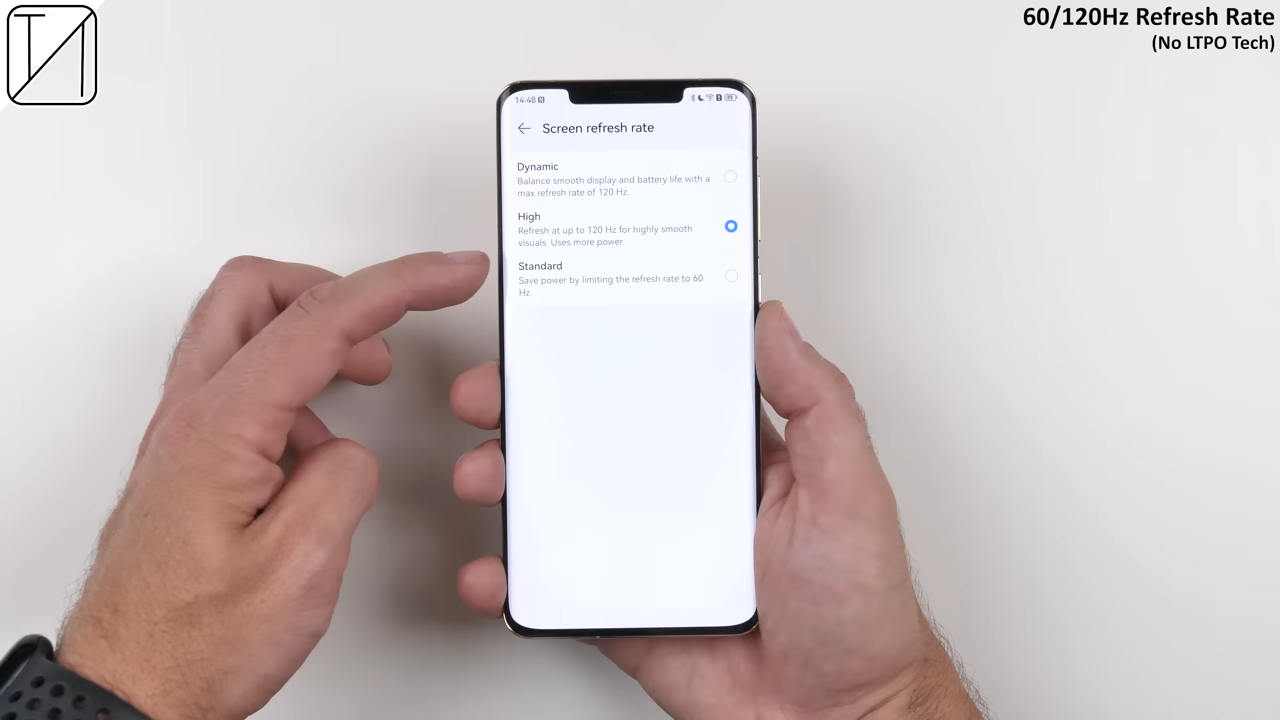 60/120Hz Refresh Rate
(No LTPO Tech)
14:48
Screen refresh rate
Dynamic
Balance smooth display and battery life with a
max refresh rate of 120 Hz.
High
Refresh at up to 120 Hz for highly smooth
visuals. Uses more power.
Standard
Save power by limiting the refresh rate to 60
Hz.